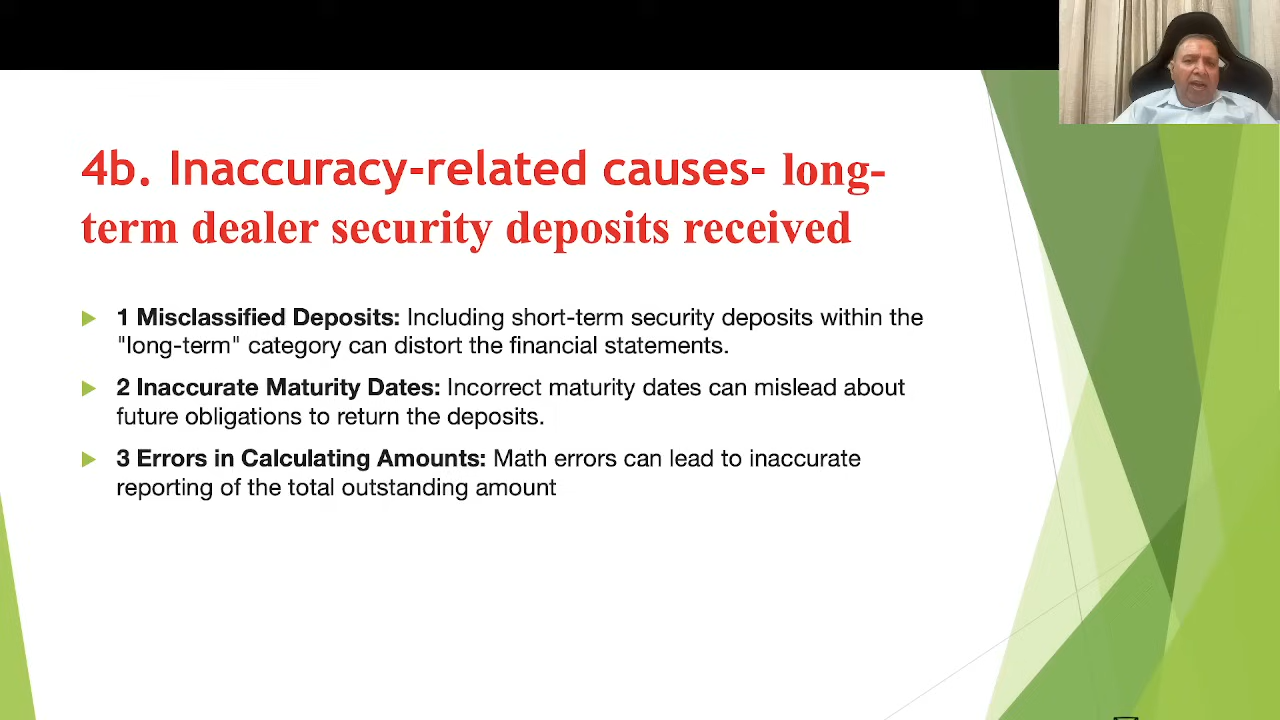 4b. Inaccuracy-related causes- long-
term dealer security deposits received
1 Misclassified Deposits: Including short-term security deposits within the
"long-term" category can distort the financial statements.
2 Inaccurate Maturity Dates: Incorrect maturity dates can mislead about
future obligations to return the deposits.
3 Errors in Calculating Amounts: Math errors can lead to inaccurate
reporting of the total outstanding amount